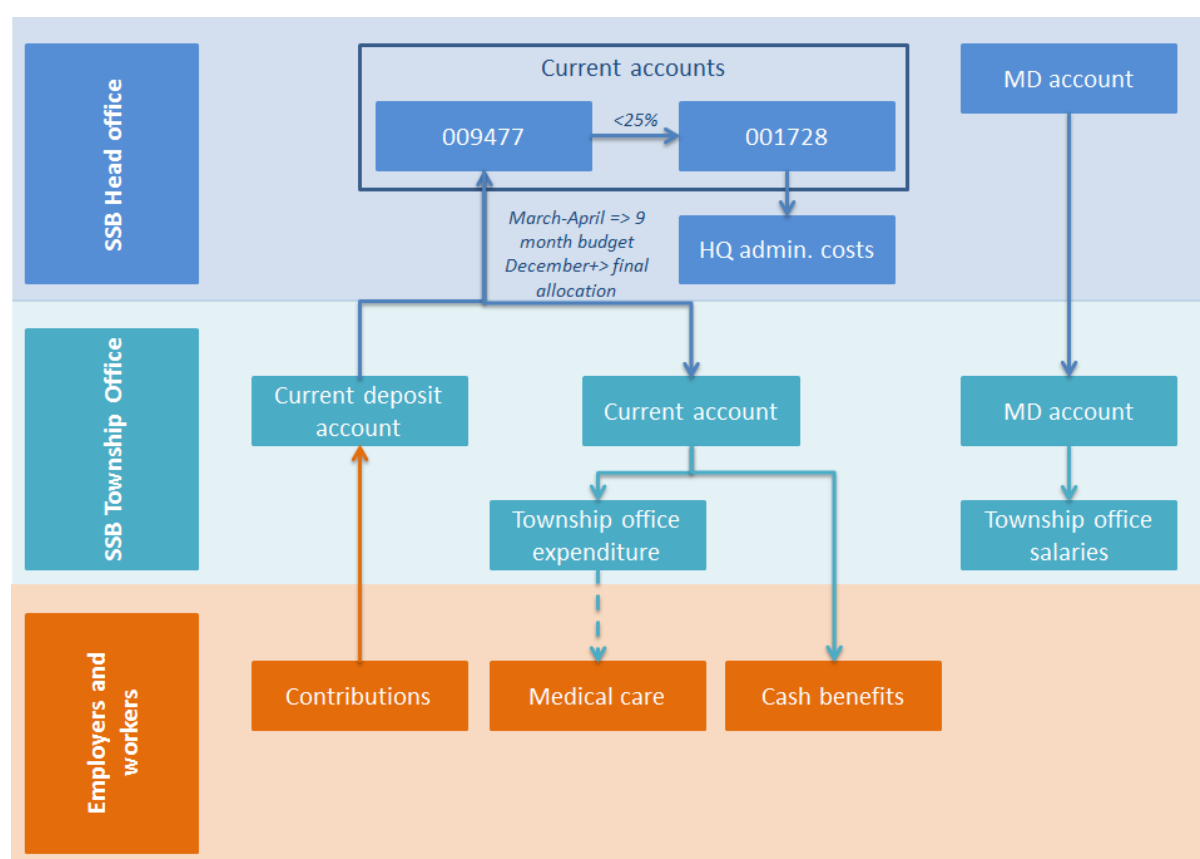 SSB Head office
Current accounts
009477
<25%
001728
MD account
March-April => 9
month budget
December+> final
allocation
HQ admin. costs
SSB Township Office
Current deposit
account
Current account
MD account
Township office
expenditure
Township office
salaries
Employers and
workers
Contributions
Medical care
Cash benefits